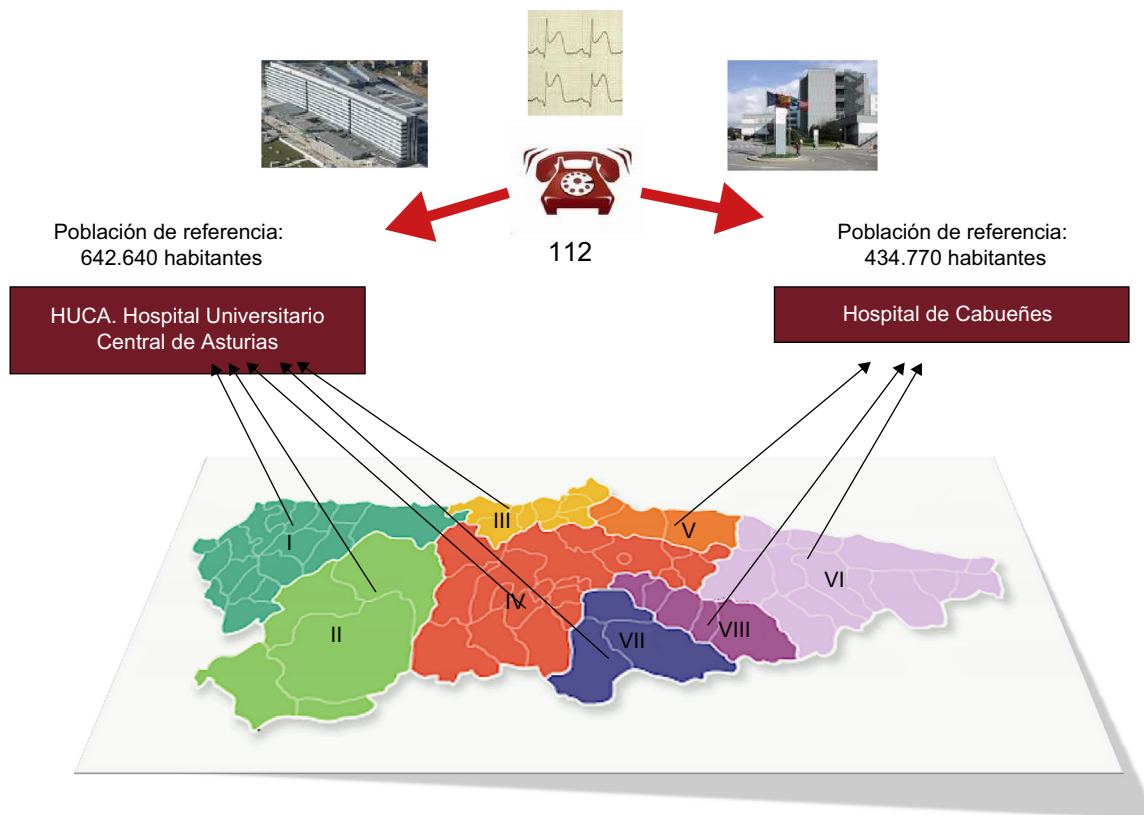 112
Población de referencia:
642.640 habitantes
Población de referencia:
434.770 habitantes
HUCA. Hospital Universitario
Central de Asturias
Hospital de Cabueñes
I
II
III
IV
V
VI
VII
VIII